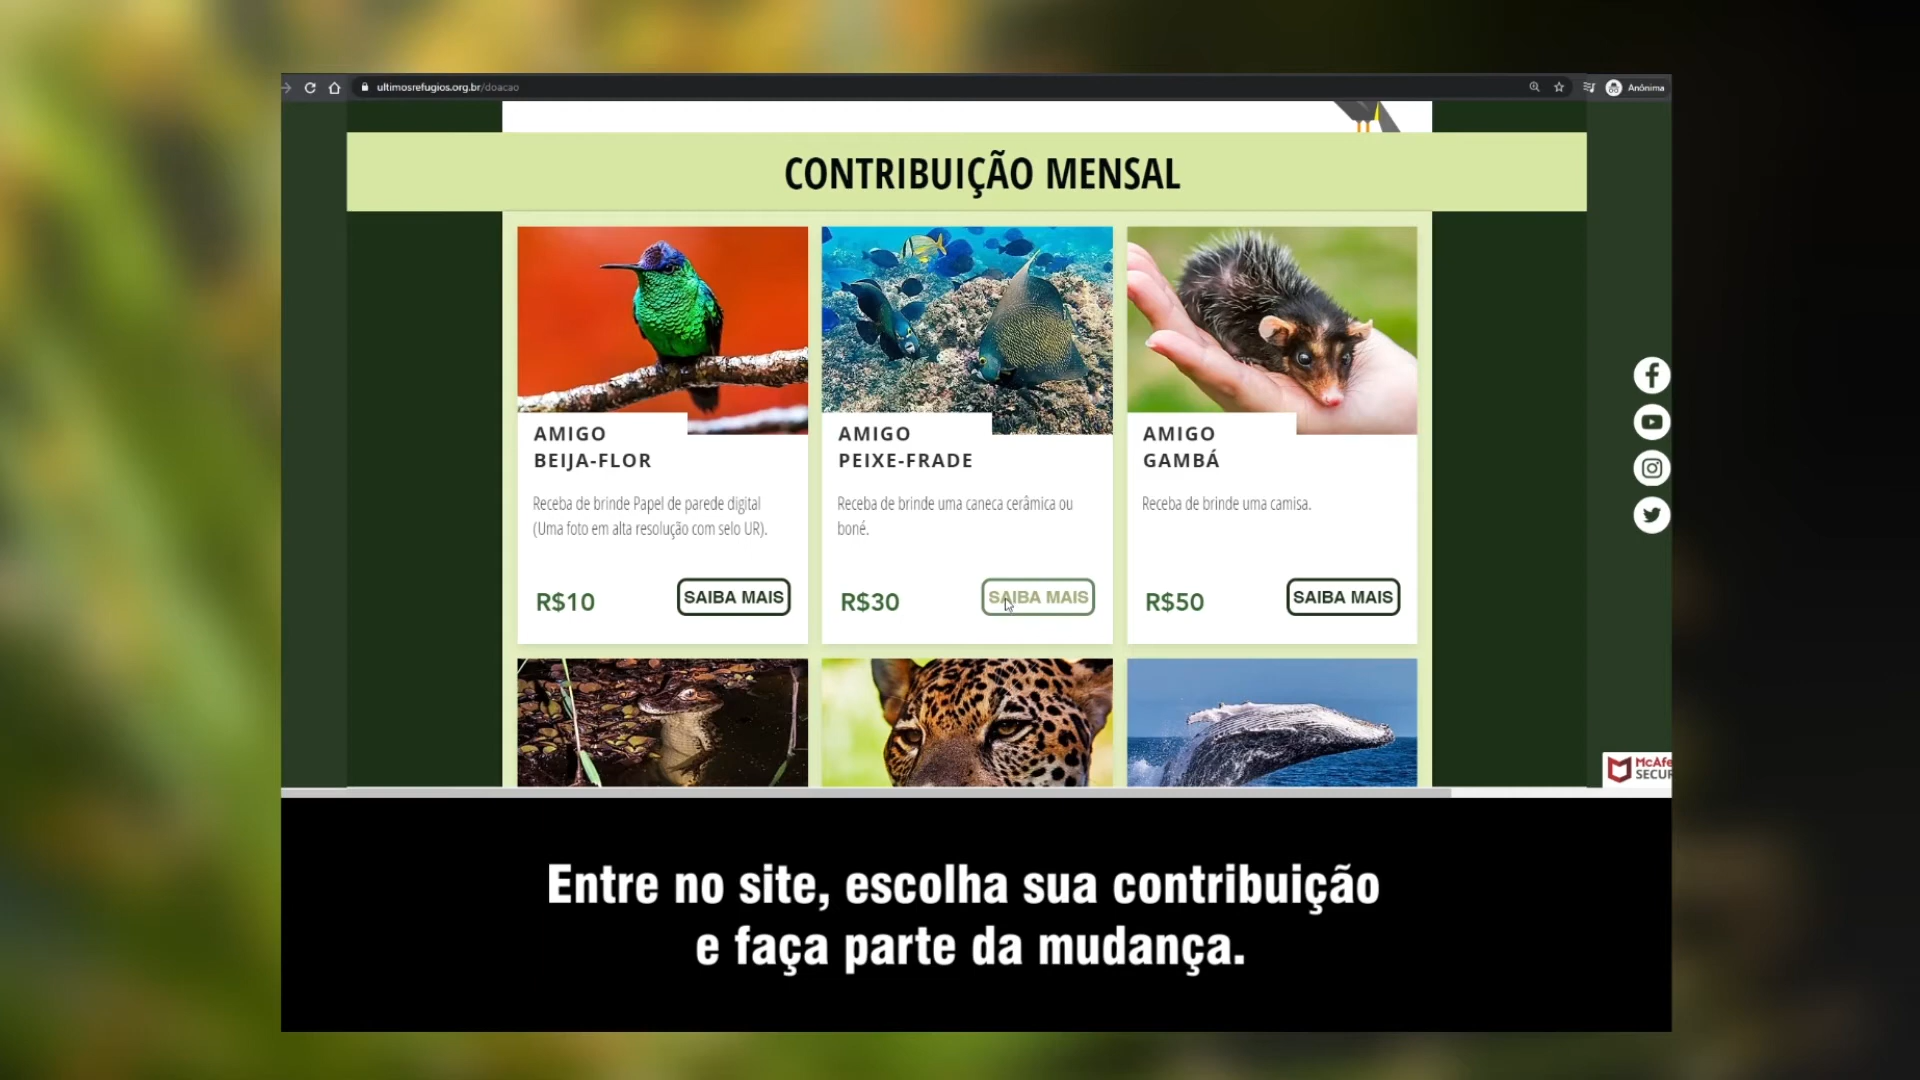 ultimosrefugios.org.br/doacao
Anônima
CONTRIBUIÇÃO MENSAL
AMIGO
BEIJA-FLOR
Receba de brinde Papel de parede digital
(Uma foto em alta resolução com selo UR).
R$10
SAIBA MAIS
AMIGO
PEIXE-FRADE
Receba de brinde uma caneca cerâmica ou
boné.
R$30
SAIBA MAIS
AMIGO
GAMBÁ
Receba de brinde uma camisa.
R$50
SAIBA MAIS
McAfe
SECUR
Entre no site, escolha sua contribuição
e faça parte da mudança.